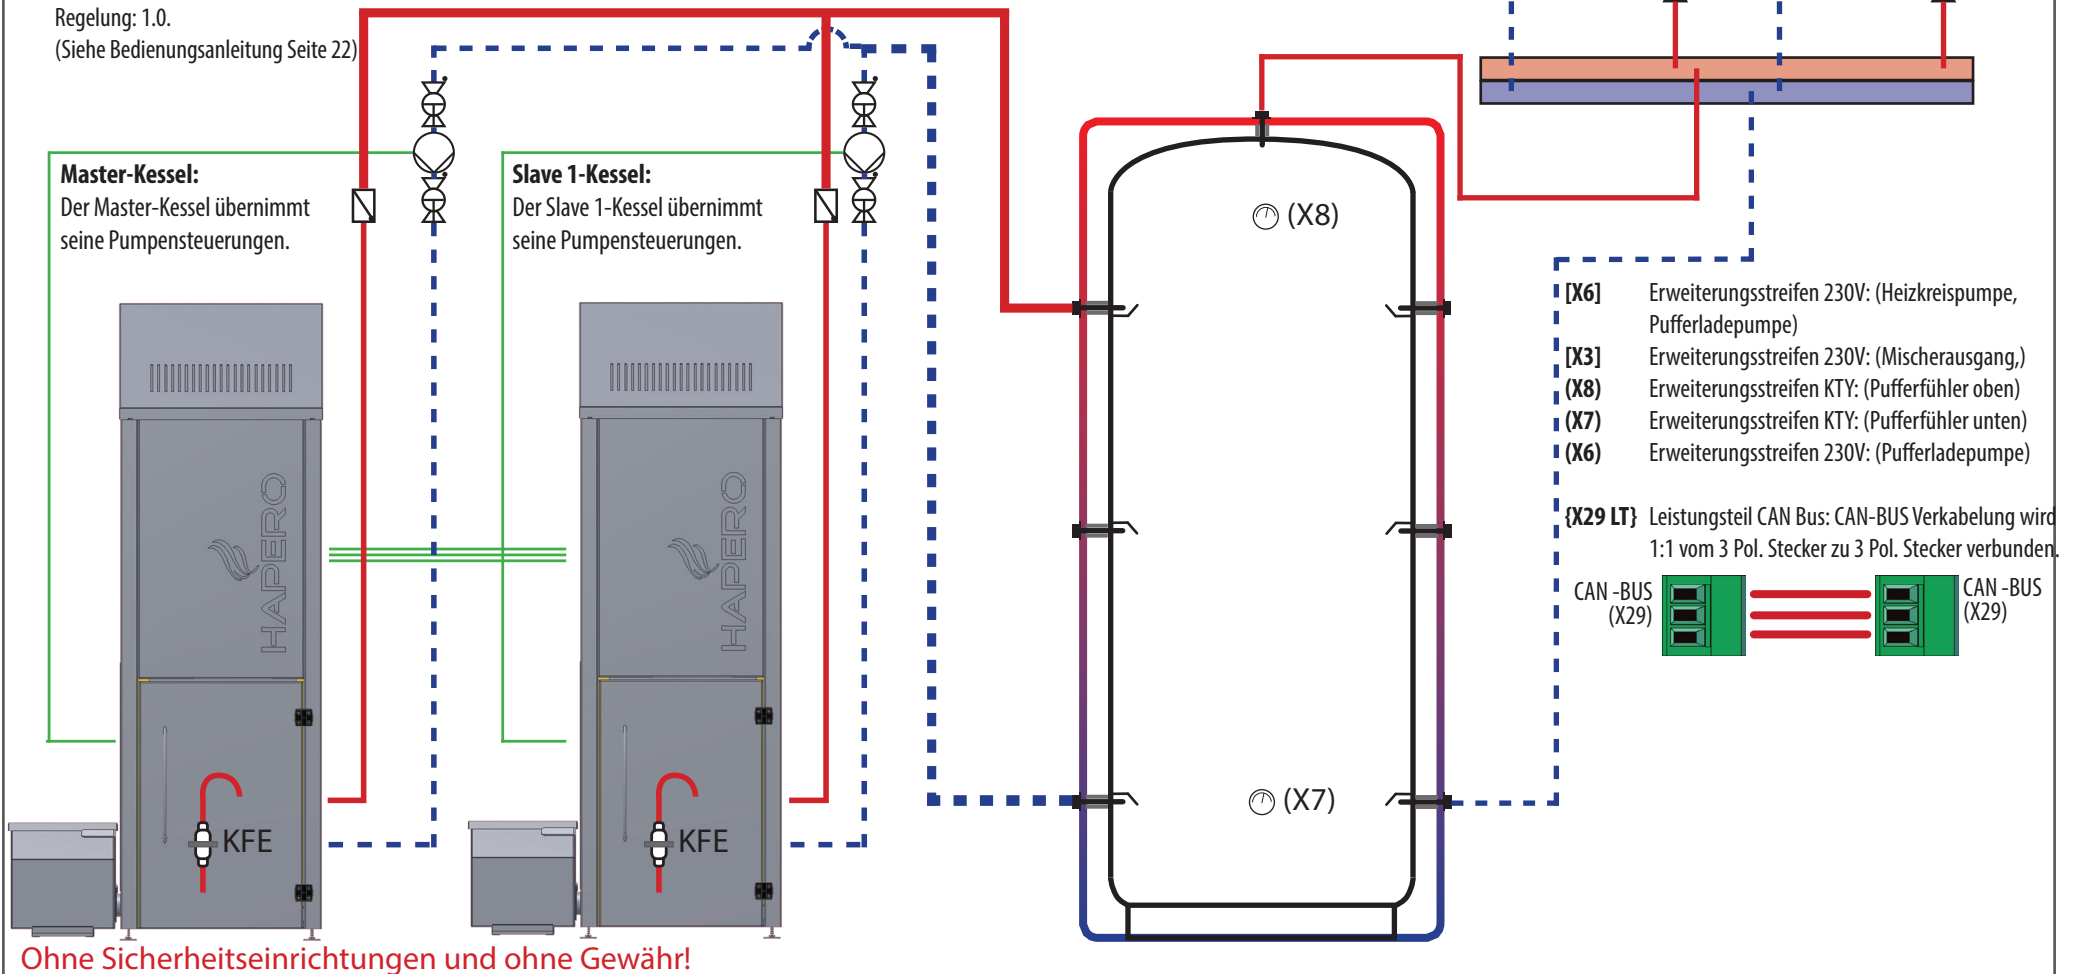 Regelung: 1.0.
(Siehe Bedienungsanleitung Seite 22)
Master-Kessel:
Der Master-Kessel übernimmt
seine Pumpensteuerungen.
Slave 1-Kessel:
Der Slave 1-Kessel übernimmt
seine Pumpensteuerungen.
(X8)
[X6] Erweiterungsstreifen 230V: (Heizkreispumpe,
Pufferladepumpe)
[X3] Erweiterungsstreifen 230V: (Mischerausgang,)
(X8) Erweiterungsstreifen KTY: (Pufferfühler oben)
(X7) Erweiterungsstreifen KTY: (Pufferfühler unten)
(X6) Erweiterungsstreifen 230V: (Pufferladepumpe)
{X29 LT} Leistungsteil CAN Bus: CAN-BUS Verkabelung wird
1:1 vom 3 Pol. Stecker zu 3 Pol. Stecker verbunden.
CAN -BUS
(X29)
CAN -BUS
(X29)
HAPERO
HAPERO
(X7)
KFE
KFE
Ohne Sicherheitseinrichtungen und ohne Gewähr!